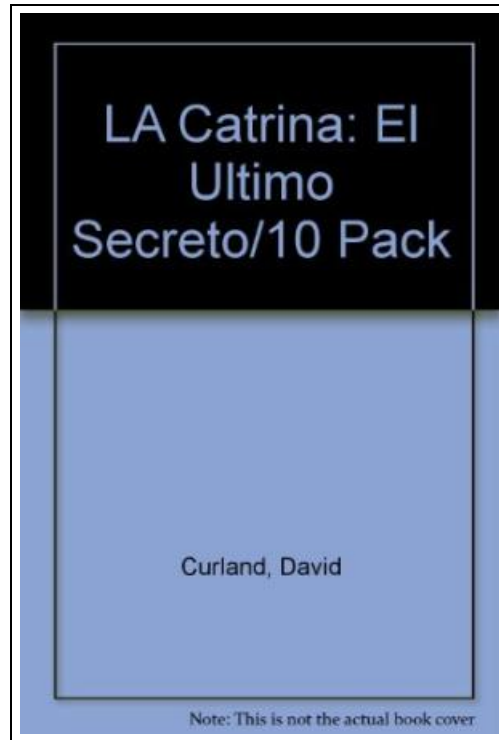 LA Catrina: El
Ultimo
Secreto/10 Pack
Curland, David
Note: This is not the actual book cover